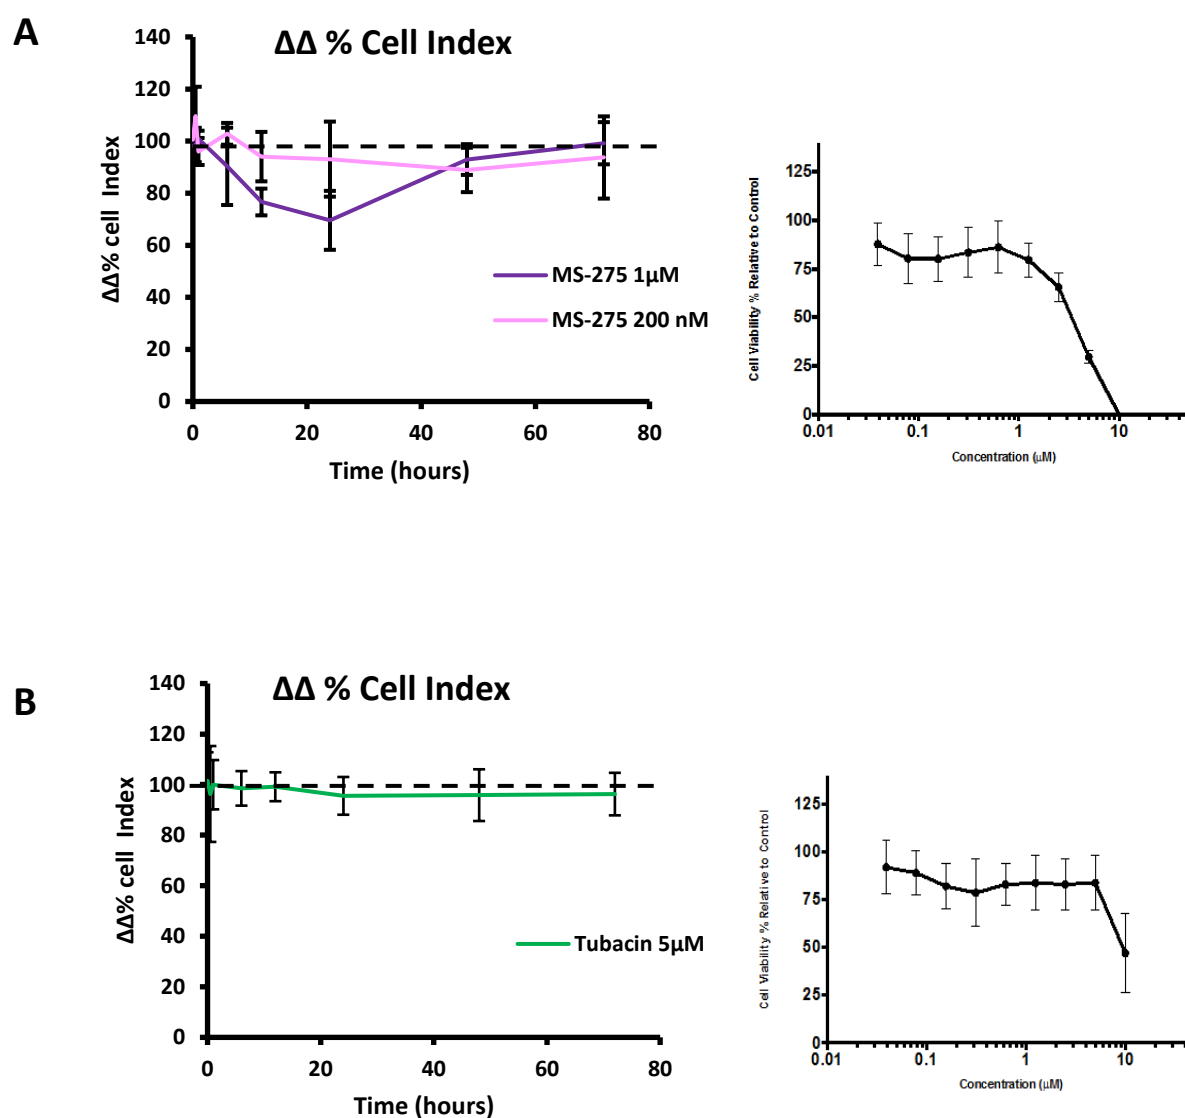 A
ΔΔ % Cell Index
140
120
100
80
60
40
20
0
ΔΔ% cell Index
MS-275 1µM
MS-275 200 nM
0 20 40 60 80
Time (hours)
125
100
75
50
25
0
Cell Viability % Relative to Control
0.01 0.1 1 10
Concentration (µM)
B
ΔΔ % Cell Index
140
120
100
80
60
40
20
0
ΔΔ% cell Index
Tubacin 5µM
0 20 40 60 80
Time (hours)
125
100
75
50
25
0
Cell Viability % Relative to Control
0.01 0.1 1 10
Concentration (µM)